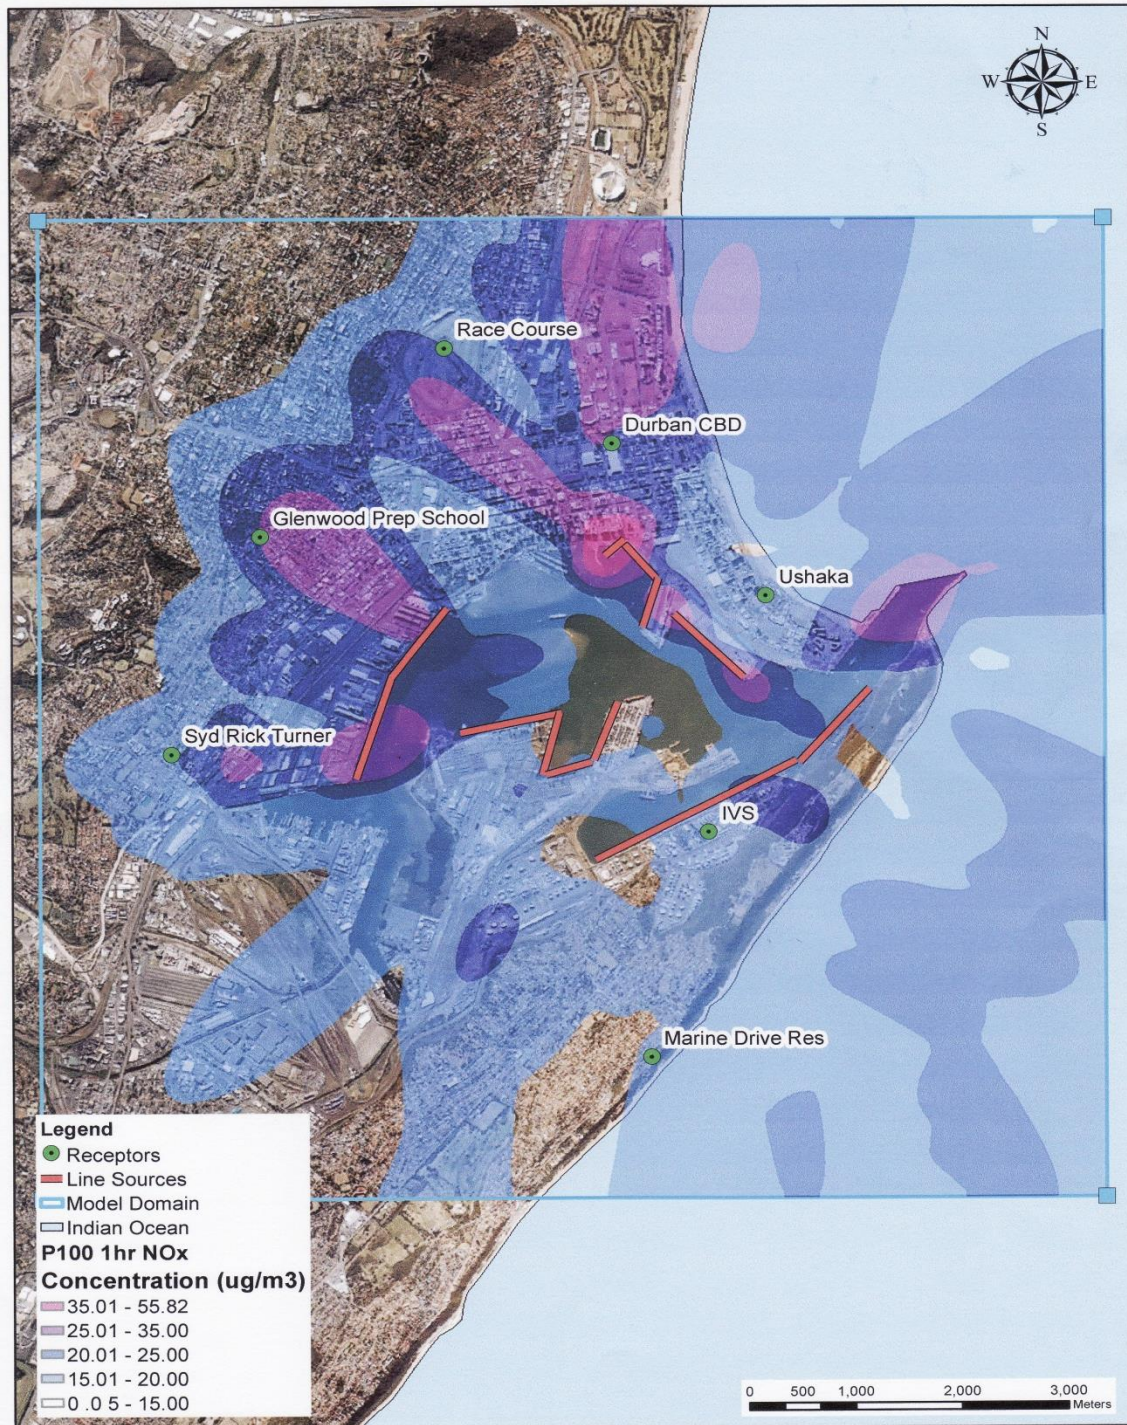 N
W E
S
Race Course
Durban CBD
Glenwood Prep School
Ushaka
Syd Rick Turner
IVS
Marine Drive Res
Legend
Receptors
Line Sources
Model Domain
Indian Ocean
P100 1hr NOx
Concentration (ug/m3)
35.01 - 55.82
25.01 - 35.00
20.01 - 25.00
15.01 - 20.00
0 .0 5 - 15.00
0 500 1,000 2,000 3,000
Meters